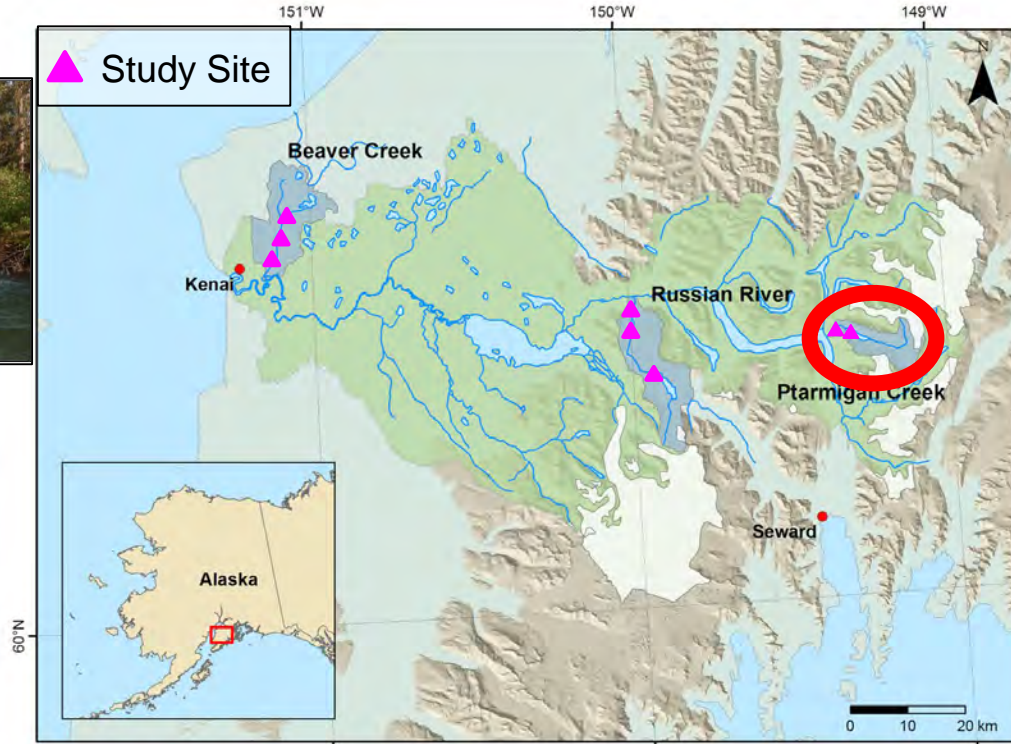 151°W
150°W
149°W
Study Site
N
Beaver Creek
Kenai
Russian River
Ptarmigan Creek
Seward
Alaska
60°N
0 10 20 km